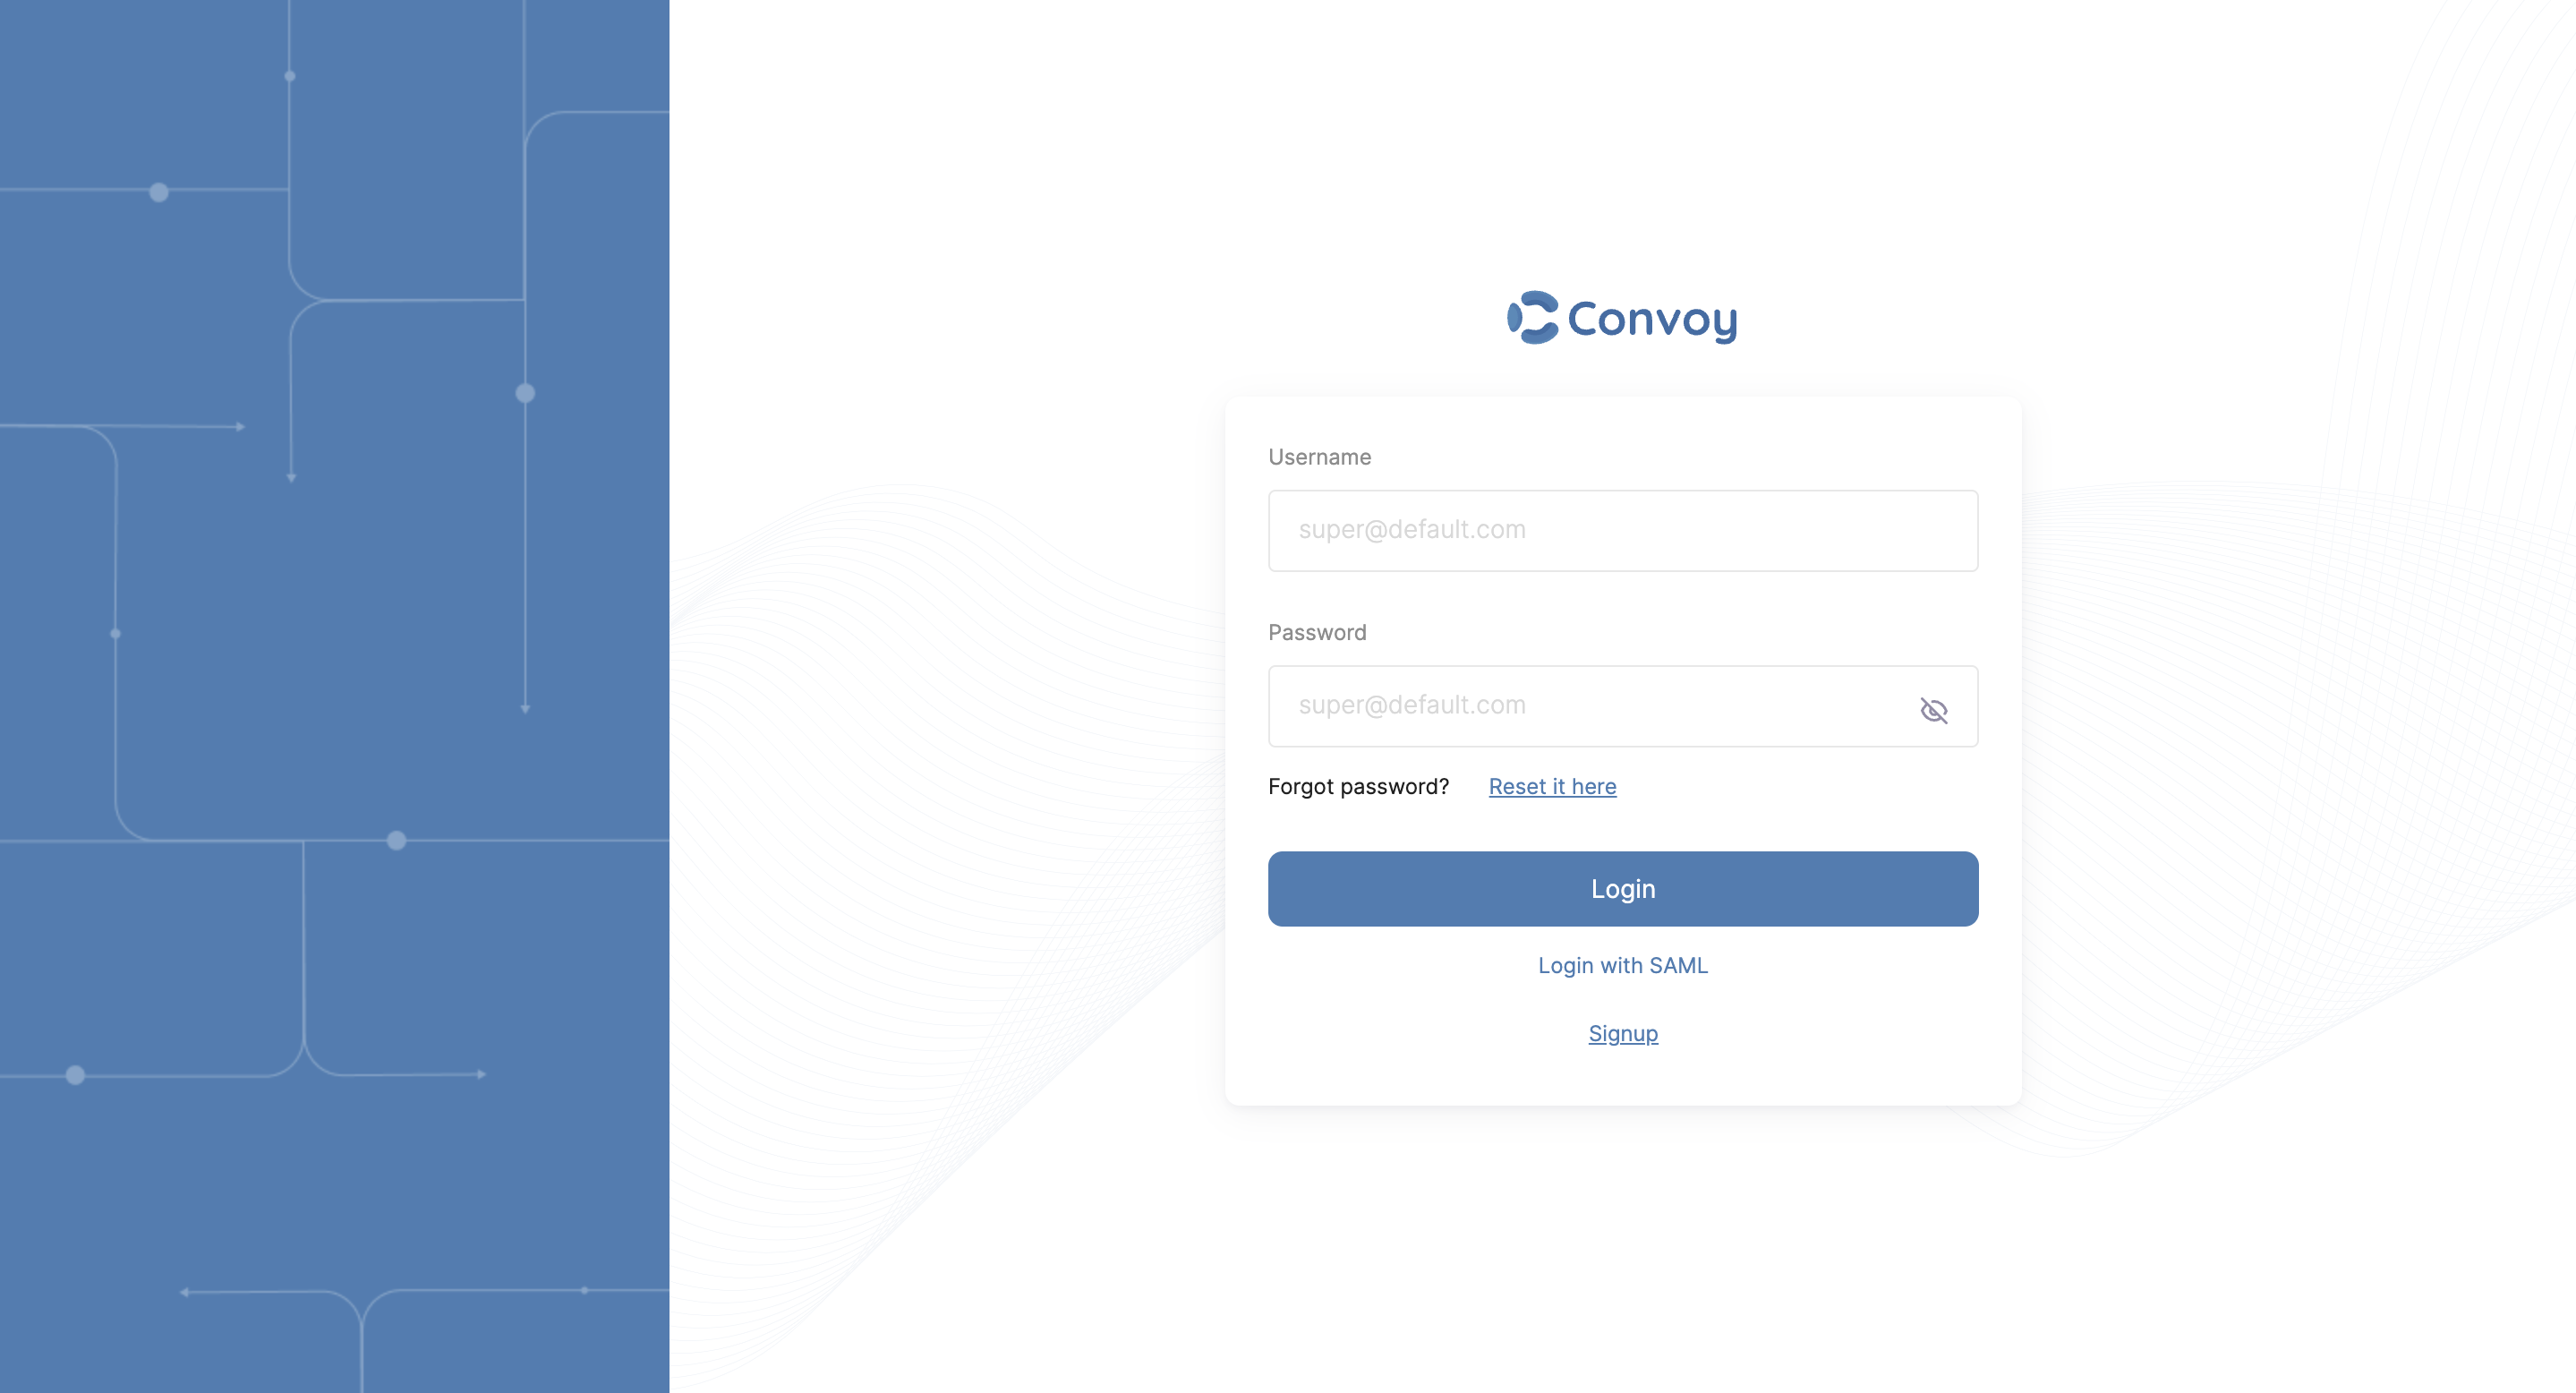 Convoy
Username
super@default.com
Password
super@default.com
Forgot password? Reset it here
Login
Login with SAML
Signup